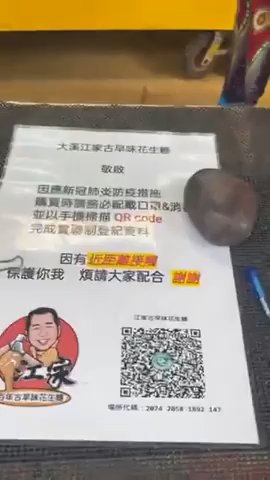 大溪江家古早味花生糖
敬啟
因應新冠肺炎防疫措施
購買時請務必配戴口罩&消
並以手機掃描 QR code
完成實聯制登記資料
因有近距離接觸
保護你我 煩請大家配合 謝謝
江家古早味花生糖
江家
百年古早味花生糖
場所代碼：2074 2058 1892 147